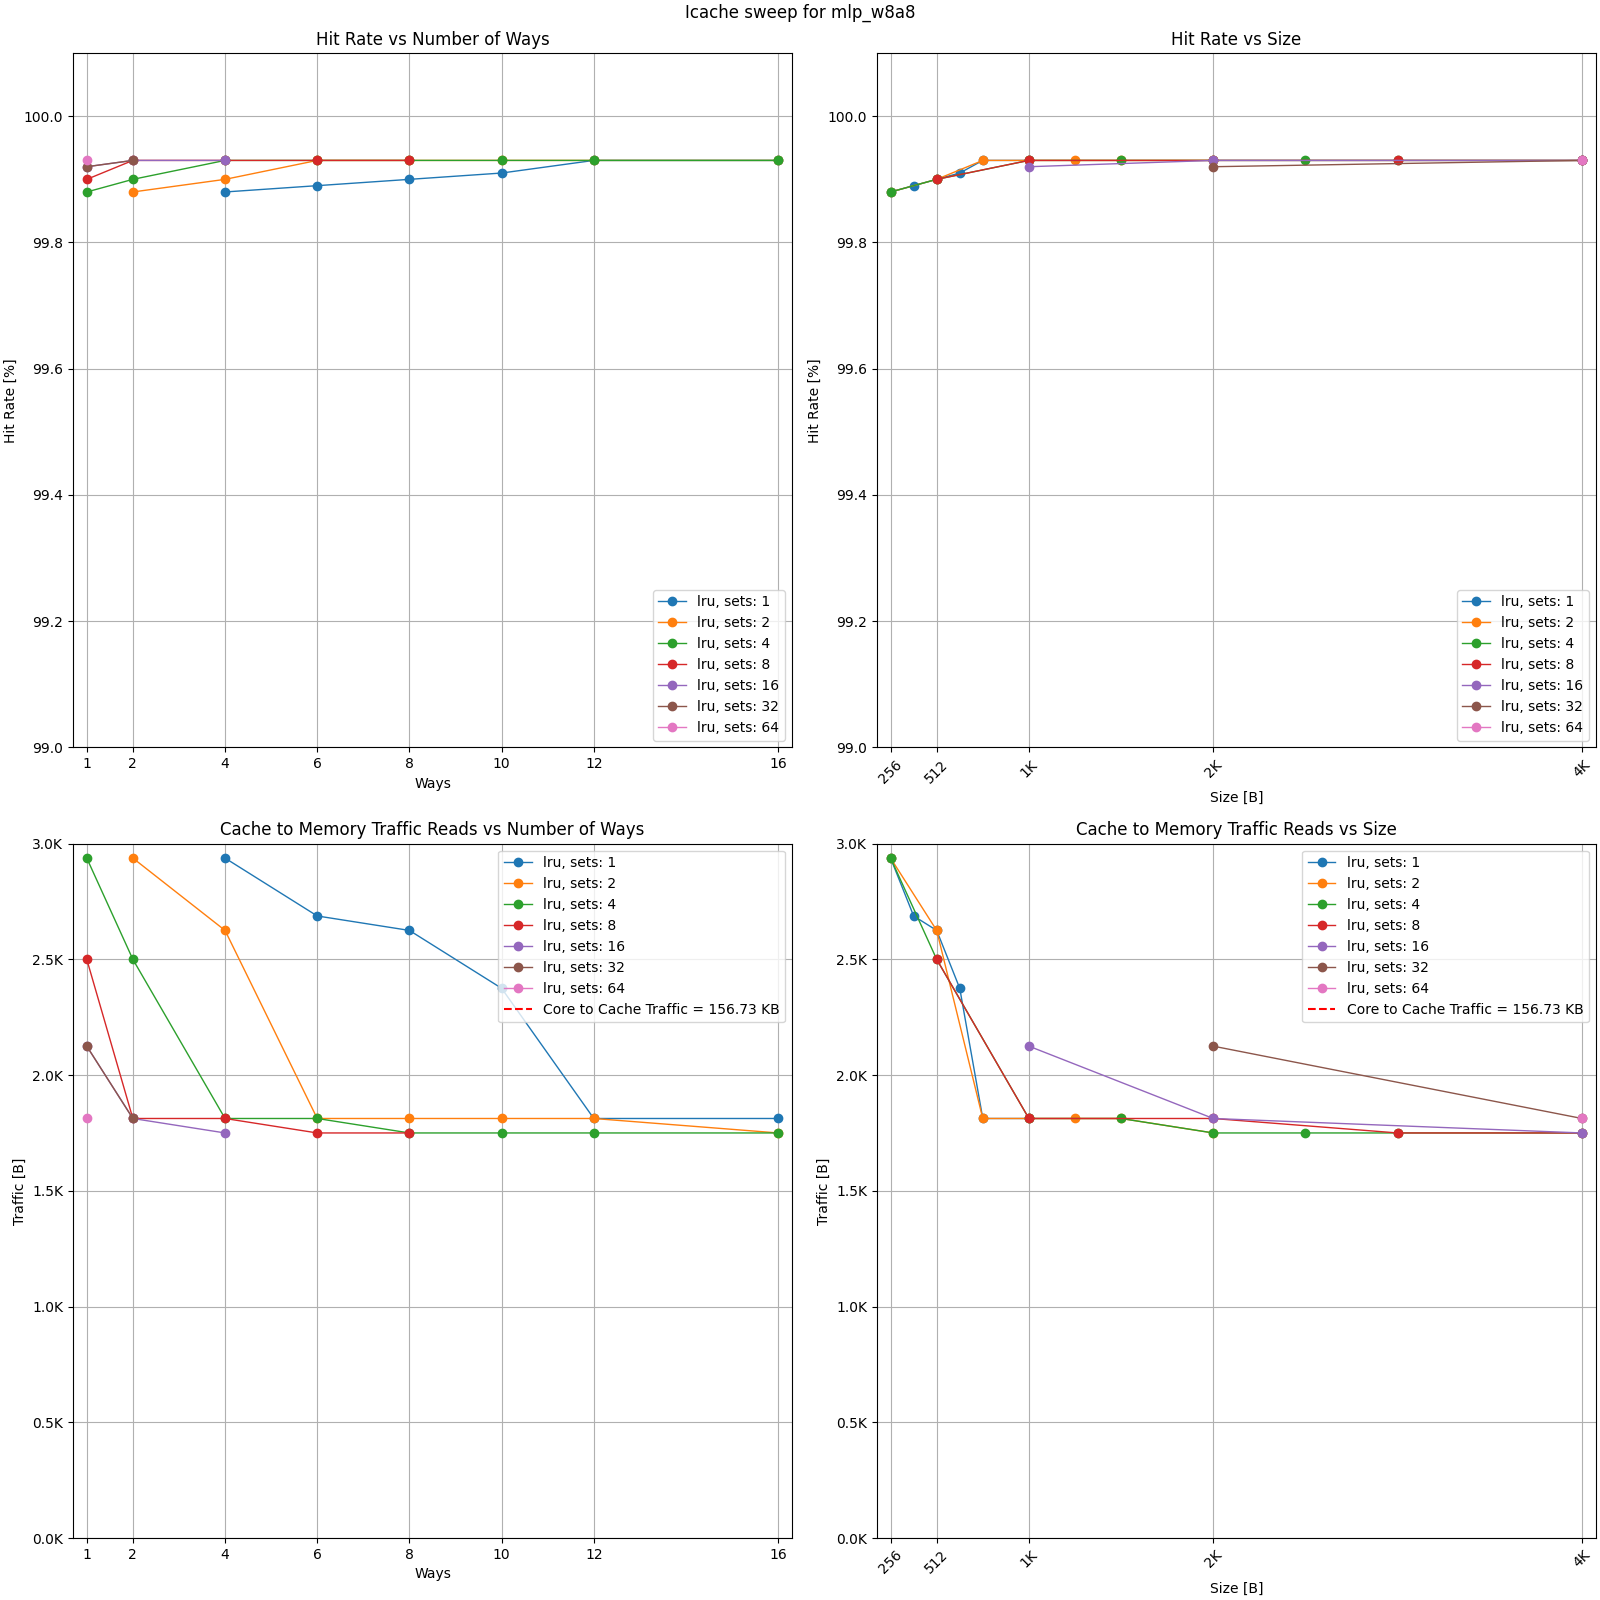 Icache sweep for mlp_w8a8
Hit Rate vs Number of Ways
Hit Rate [%]
100.0
99.8
99.6
99.4
99.2
99.0
lru, sets: 1
lru, sets: 2
lru, sets: 4
lru, sets: 8
lru, sets: 16
lru, sets: 32
lru, sets: 64
1 2 4 6 8 10 12 16
Ways
Hit Rate vs Size
Hit Rate [%]
100.0
99.8
99.6
99.4
99.2
99.0
lru, sets: 1
lru, sets: 2
lru, sets: 4
lru, sets: 8
lru, sets: 16
lru, sets: 32
lru, sets: 64
256 512 1K 2K 4K
Size [B]
Cache to Memory Traffic Reads vs Number of Ways
Traffic [B]
3.0K
2.5K
2.0K
1.5K
1.0K
0.5K
0.0K
lru, sets: 1
lru, sets: 2
lru, sets: 4
lru, sets: 8
lru, sets: 16
lru, sets: 32
lru, sets: 64
Core to Cache Traffic = 156.73 KB
1 2 4 6 8 10 12 16
Ways
Cache to Memory Traffic Reads vs Size
Traffic [B]
3.0K
2.5K
2.0K
1.5K
1.0K
0.5K
0.0K
lru, sets: 1
lru, sets: 2
lru, sets: 4
lru, sets: 8
lru, sets: 16
lru, sets: 32
lru, sets: 64
Core to Cache Traffic = 156.73 KB
256 512 1K 2K 4K
Size [B]